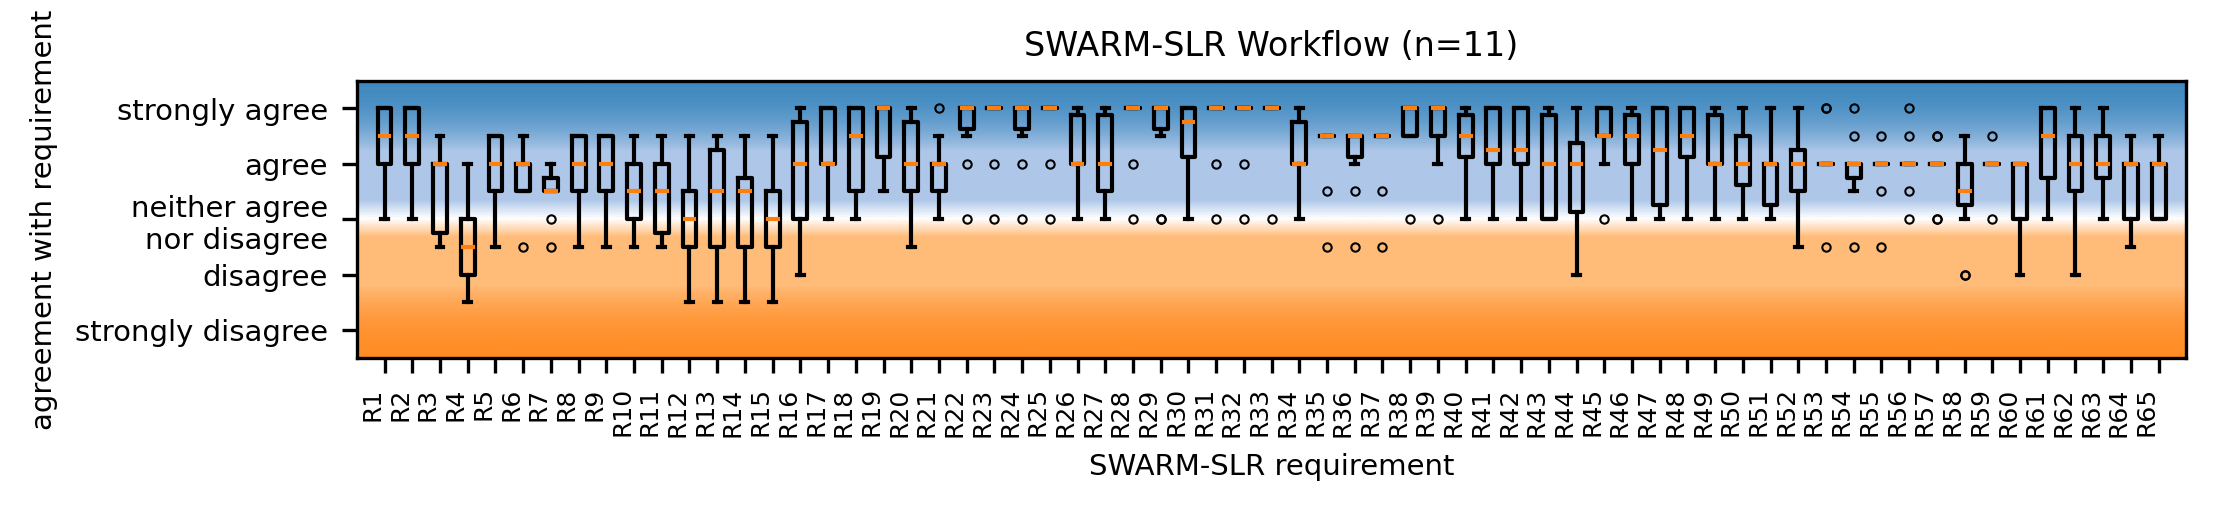 SWARM-SLR Workflow (n=11)
agreement with requirement
strongly agree
agree
neither agree
nor disagree
disagree
strongly disagree
R1 R2 R3 R4 R5 R6 R7 R8 R9 R10 R11 R12 R13 R14 R15 R16 R17 R18 R19 R20 R21 R22 R23 R24 R25 R26 R27 R28 R29 R30 R31 R32 R33 R34 R35 R36 R37 R38 R39 R40 R41 R42 R43 R44 R45 R46 R47 R48 R49 R50 R51 R52 R53 R54 R55 R56 R57 R58 R59 R60 R61 R62 R63 R64 R65
SWARM-SLR requirement